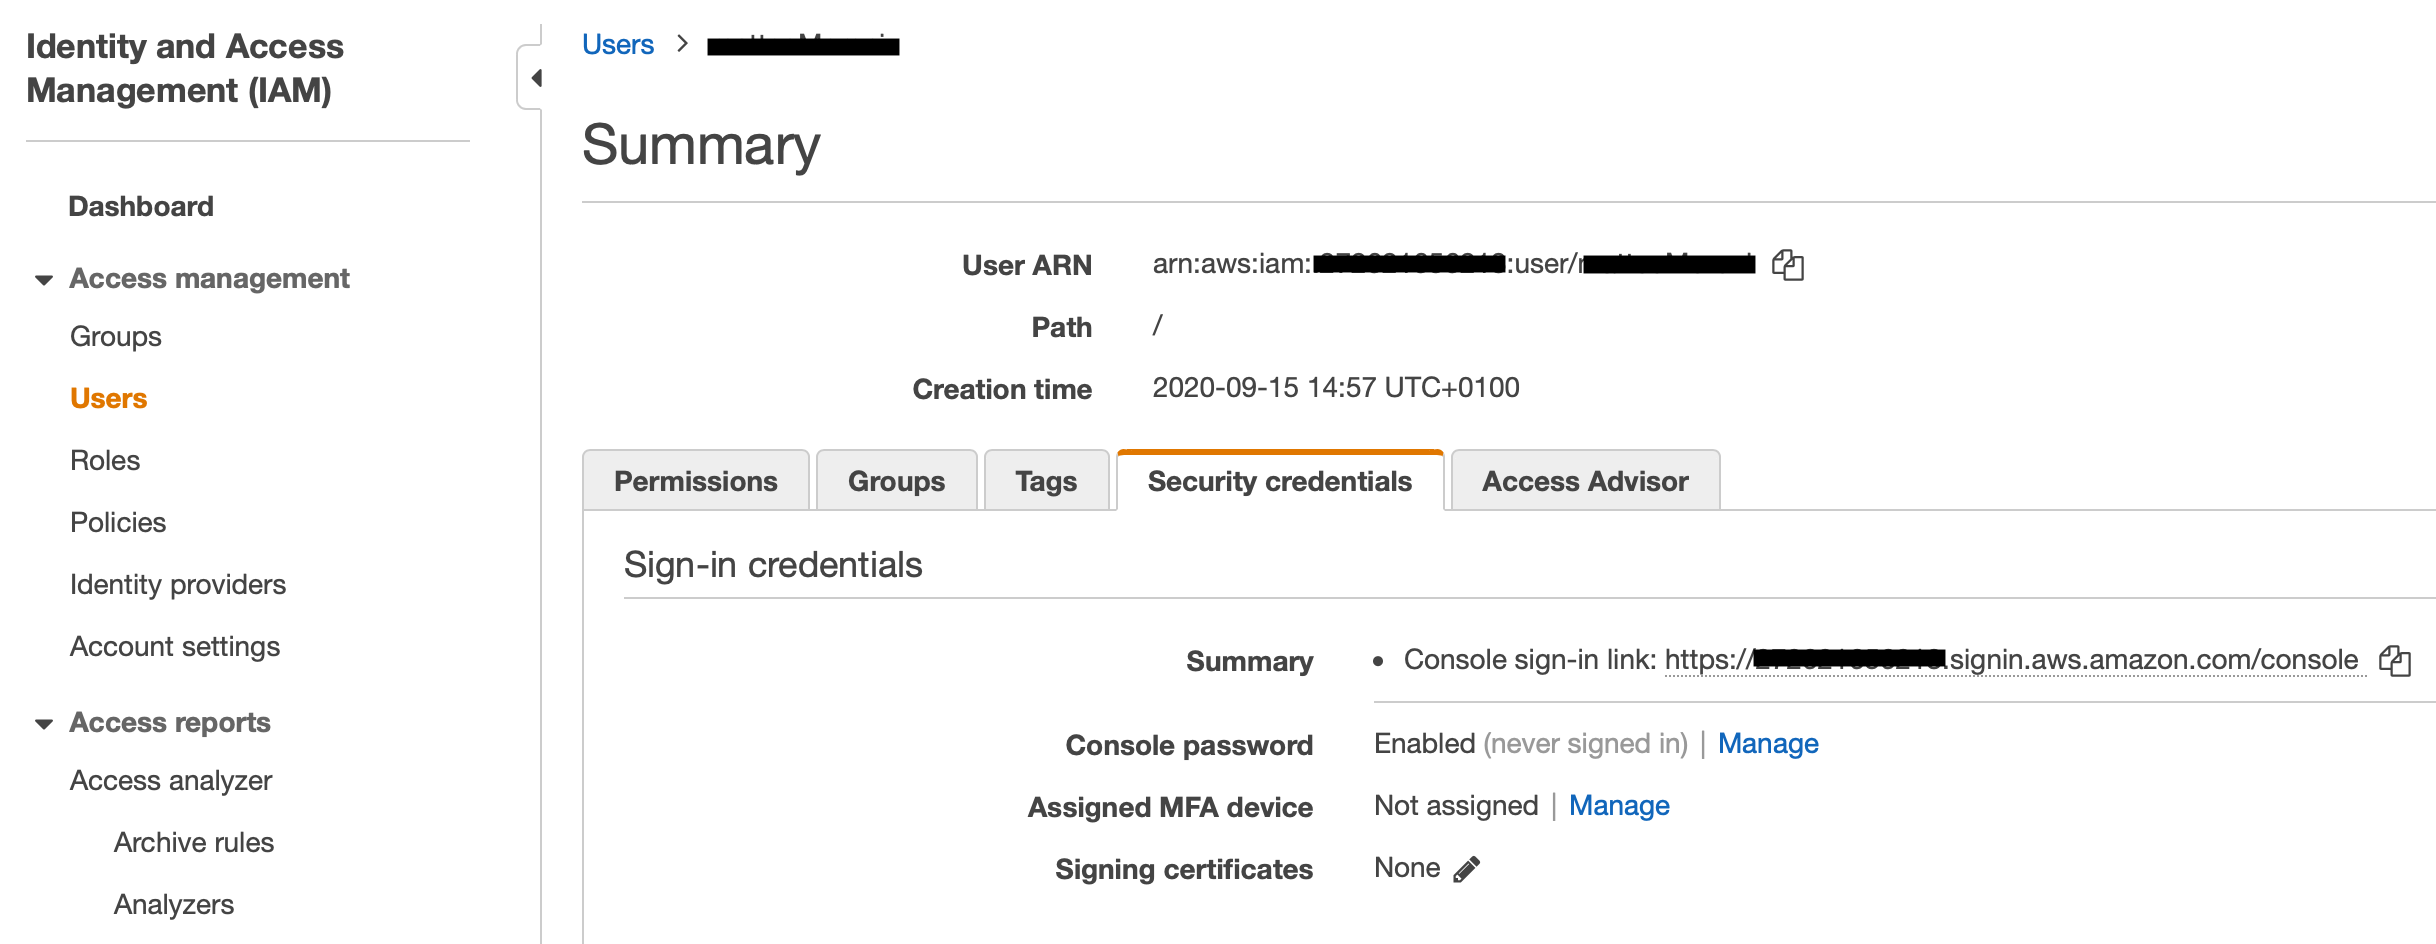 Identity and Access
Management (IAM)
Dashboard
Access management
Groups
Users
Roles
Policies
Identity providers
Account settings
Access reports
Access analyzer
Archive rules
Analyzers
Users >
Summary
User ARN arn:aws:iam: :user/
Path /
Creation time 2020-09-15 14:57 UTC+0100
Permissions Groups Tags Security credentials Access Advisor
Sign-in credentials
Summary • Console sign-in link: https:// .signin.aws.amazon.com/console
Console password Enabled (never signed in) | Manage
Assigned MFA device Not assigned | Manage
Signing certificates None